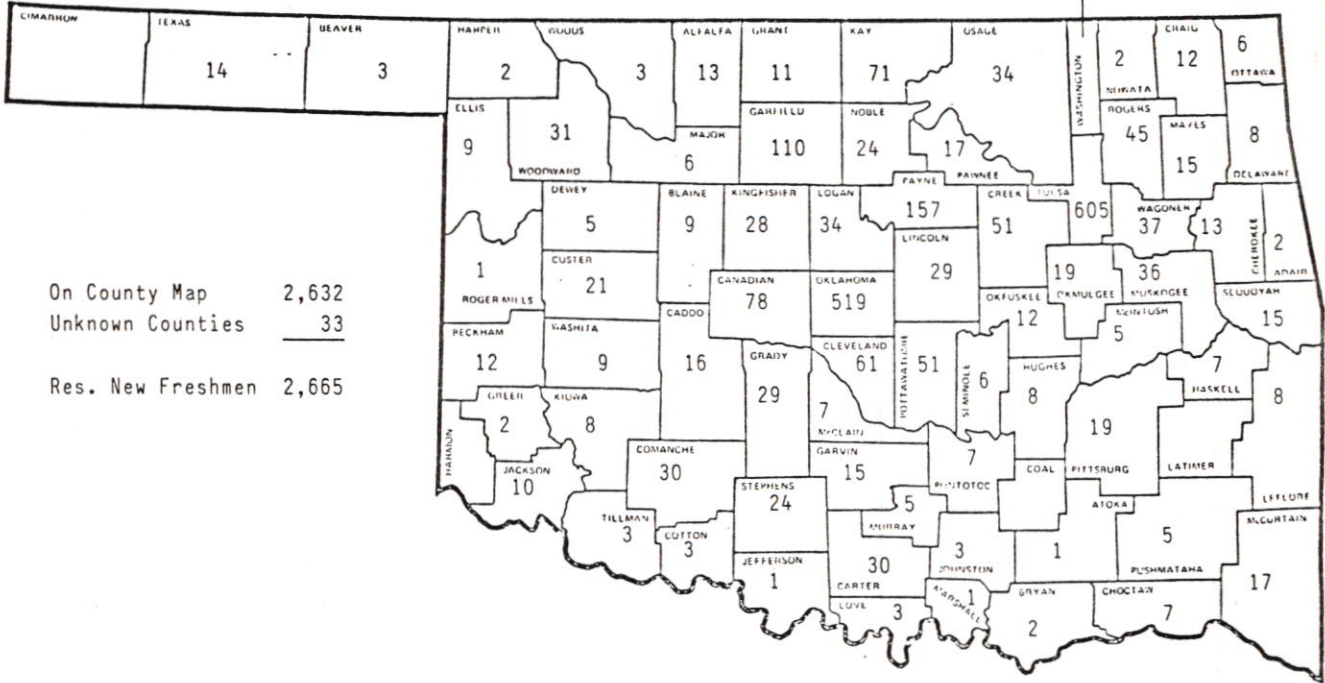 CIMARRON
TEXAS
14
BEAVER
3
HARPER
2
WOODS
3
ALFALFA
13
GRANT
11
KAY
71
OSAGE
34
WASHINGTON
2
NOWATA
CRAIG
12
6
OTTAWA
ELLIS
9
31
WOODWARD
MAJOR
6
GARFIELD
110
NOBLE
24
17
PAWNEE
ROGERS
45
MAYES
15
8
DELAWARE
DEWEY
5
BLAINE
9
KINGFISHER
28
LOGAN
34
PAYNE
157
CREEK
51
TULSA
605
WAGONER
37
13
CHEROKEE
2
ADAIR
1
ROGER MILLS
CUSTER
21
CANADIAN
78
OKLAHOMA
519
LINCOLN
29
19
OKMULGEE
36
MUSKOGEE
SEQUOYAH
15
On County Map 2,632
Unknown Counties 33
Res. New Freshmen 2,665
BECKHAM
12
WASHITA
9
CADDO
16
GRADY
29
CLEVELAND
61
POTTAWATOMIE
51
SEMINOLE
6
OKFUSKEE
12
HUGHES
8
McINTOSH
5
7
HASKELL
8
LEFLORE
HARMON
GREER
2
KIOWA
8
7
McCLAIN
19
PITTSBURG
LATIMER
JACKSON
10
COMANCHE
30
GARVIN
15
7
PONTOTOC
COAL
STEPHENS
24
5
MURRAY
ATOKA
1
5
PUSHMATAHA
McCURTAIN
17
TILLMAN
3
COTTON
3
JEFFERSON
1
30
CARTER
3
JOHNSTON
LOVE
3
MARSHALL
1
BRYAN
2
CHOCTAW
7